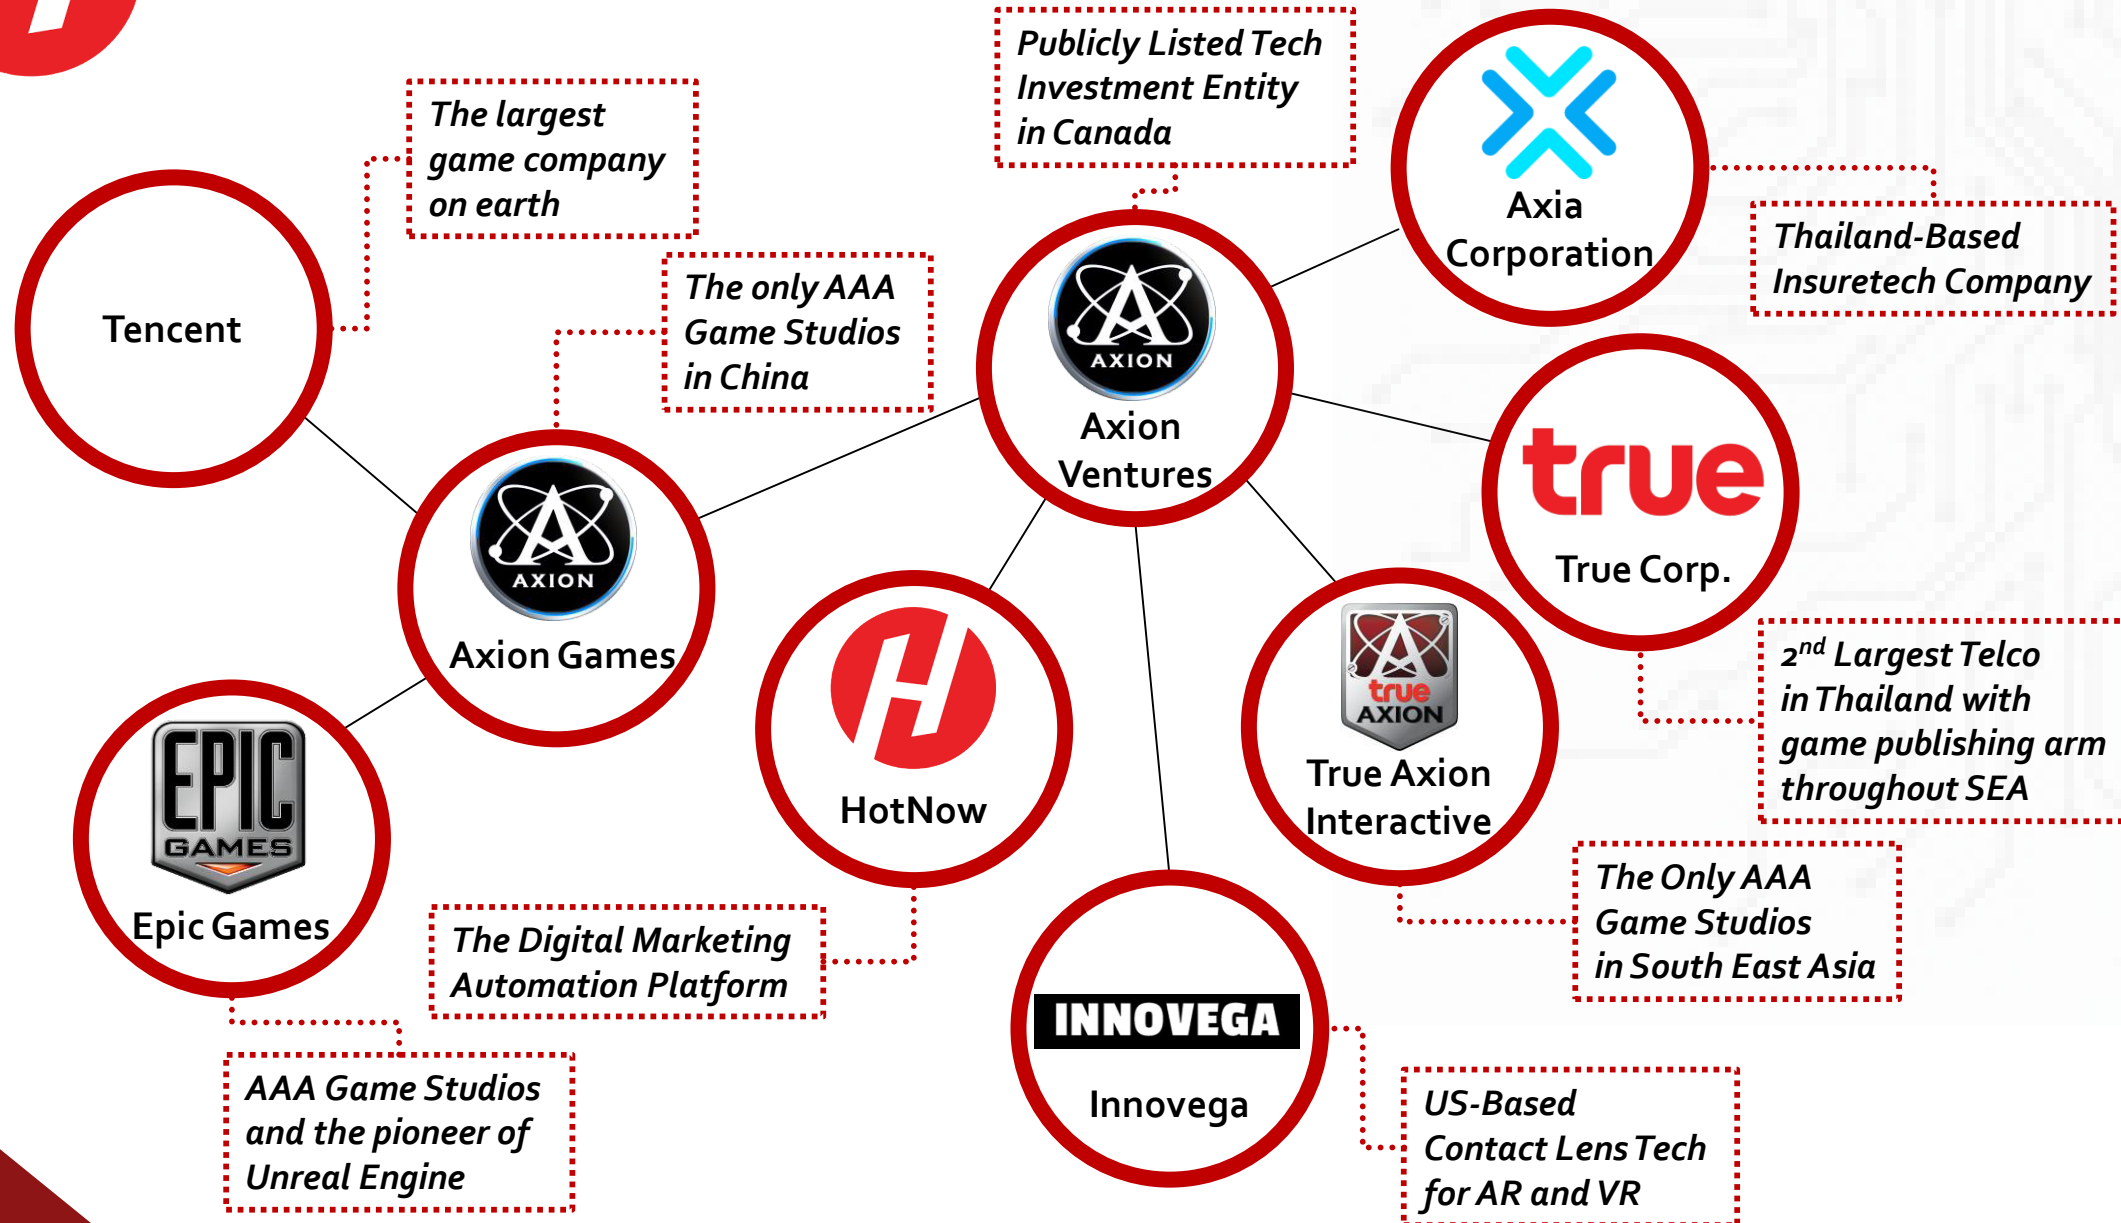 Publicly Listed Tech
Investment Entity
in Canada
The largest
game company
on earth
Axia
Corporation
Thailand-Based
Insuretech Company
Tencent
The only AAA
Game Studios
in China
AXION
Axion
Ventures
true
True Corp.
AXION
Axion Games
2nd Largest Telco
in Thailand with
game publishing arm
throughout SEA
H
HotNow
true
AXION
True Axion
Interactive
EPIC
GAMES
Epic Games
The Digital Marketing
Automation Platform
The Only AAA
Game Studios
in South East Asia
INNOVEGA
Innovega
AAA Game Studios
and the pioneer of
Unreal Engine
US-Based
Contact Lens Tech
for AR and VR